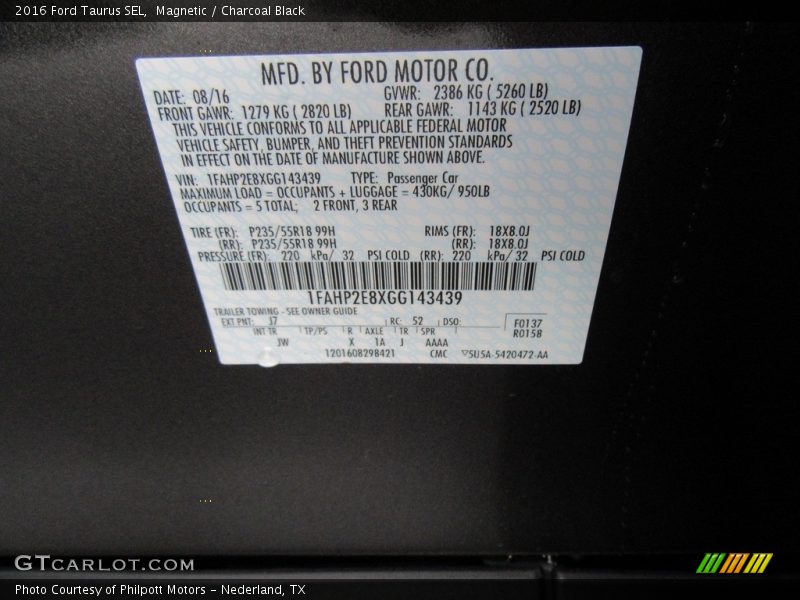 2016 Ford Taurus SEL, Magnetic / Charcoal Black
MFD. BY FORD MOTOR CO.
DATE: 08/16 GVWR: 2386 KG ( 5260 LB)
FRONT GAWR: 1279 KG ( 2820 LB) REAR GAWR: 1143 KG ( 2520 LB)
THIS VEHICLE CONFORMS TO ALL APPLICABLE FEDERAL MOTOR
VEHICLE SAFETY, BUMPER, AND THEFT PREVENTION STANDARDS
IN EFFECT ON THE DATE OF MANUFACTURE SHOWN ABOVE.
VIN: 1FAHP2E8XGG143439 TYPE: Passenger Car
MAXIMUM LOAD = OCCUPANTS + LUGGAGE = 430KG/ 950LB
OCCUPANTS = 5 TOTAL; 2 FRONT, 3 REAR
TIRE (FR): P235/55R18 99H RIMS (FR): 18X8.0J
(RR): P235/55R18 99H (RR): 18X8.0J
PRESSURE (FR): 220 kPa/ 32 PSI COLD (RR): 220 kPa/ 32 PSI COLD
1FAHP2E8XGG143439
TRAILER TOWING - SEE OWNER GUIDE
EXT PNT: J7 RC: 52 DSO: F0137
INT TR TP/PS R AXLE TR SPR R0158
JW X 1A J AAAA
1201608298421 CMC 5U5A-5420472-AA
GTCARLOT.COM
Photo Courtesy of Philpott Motors - Nederland, TX